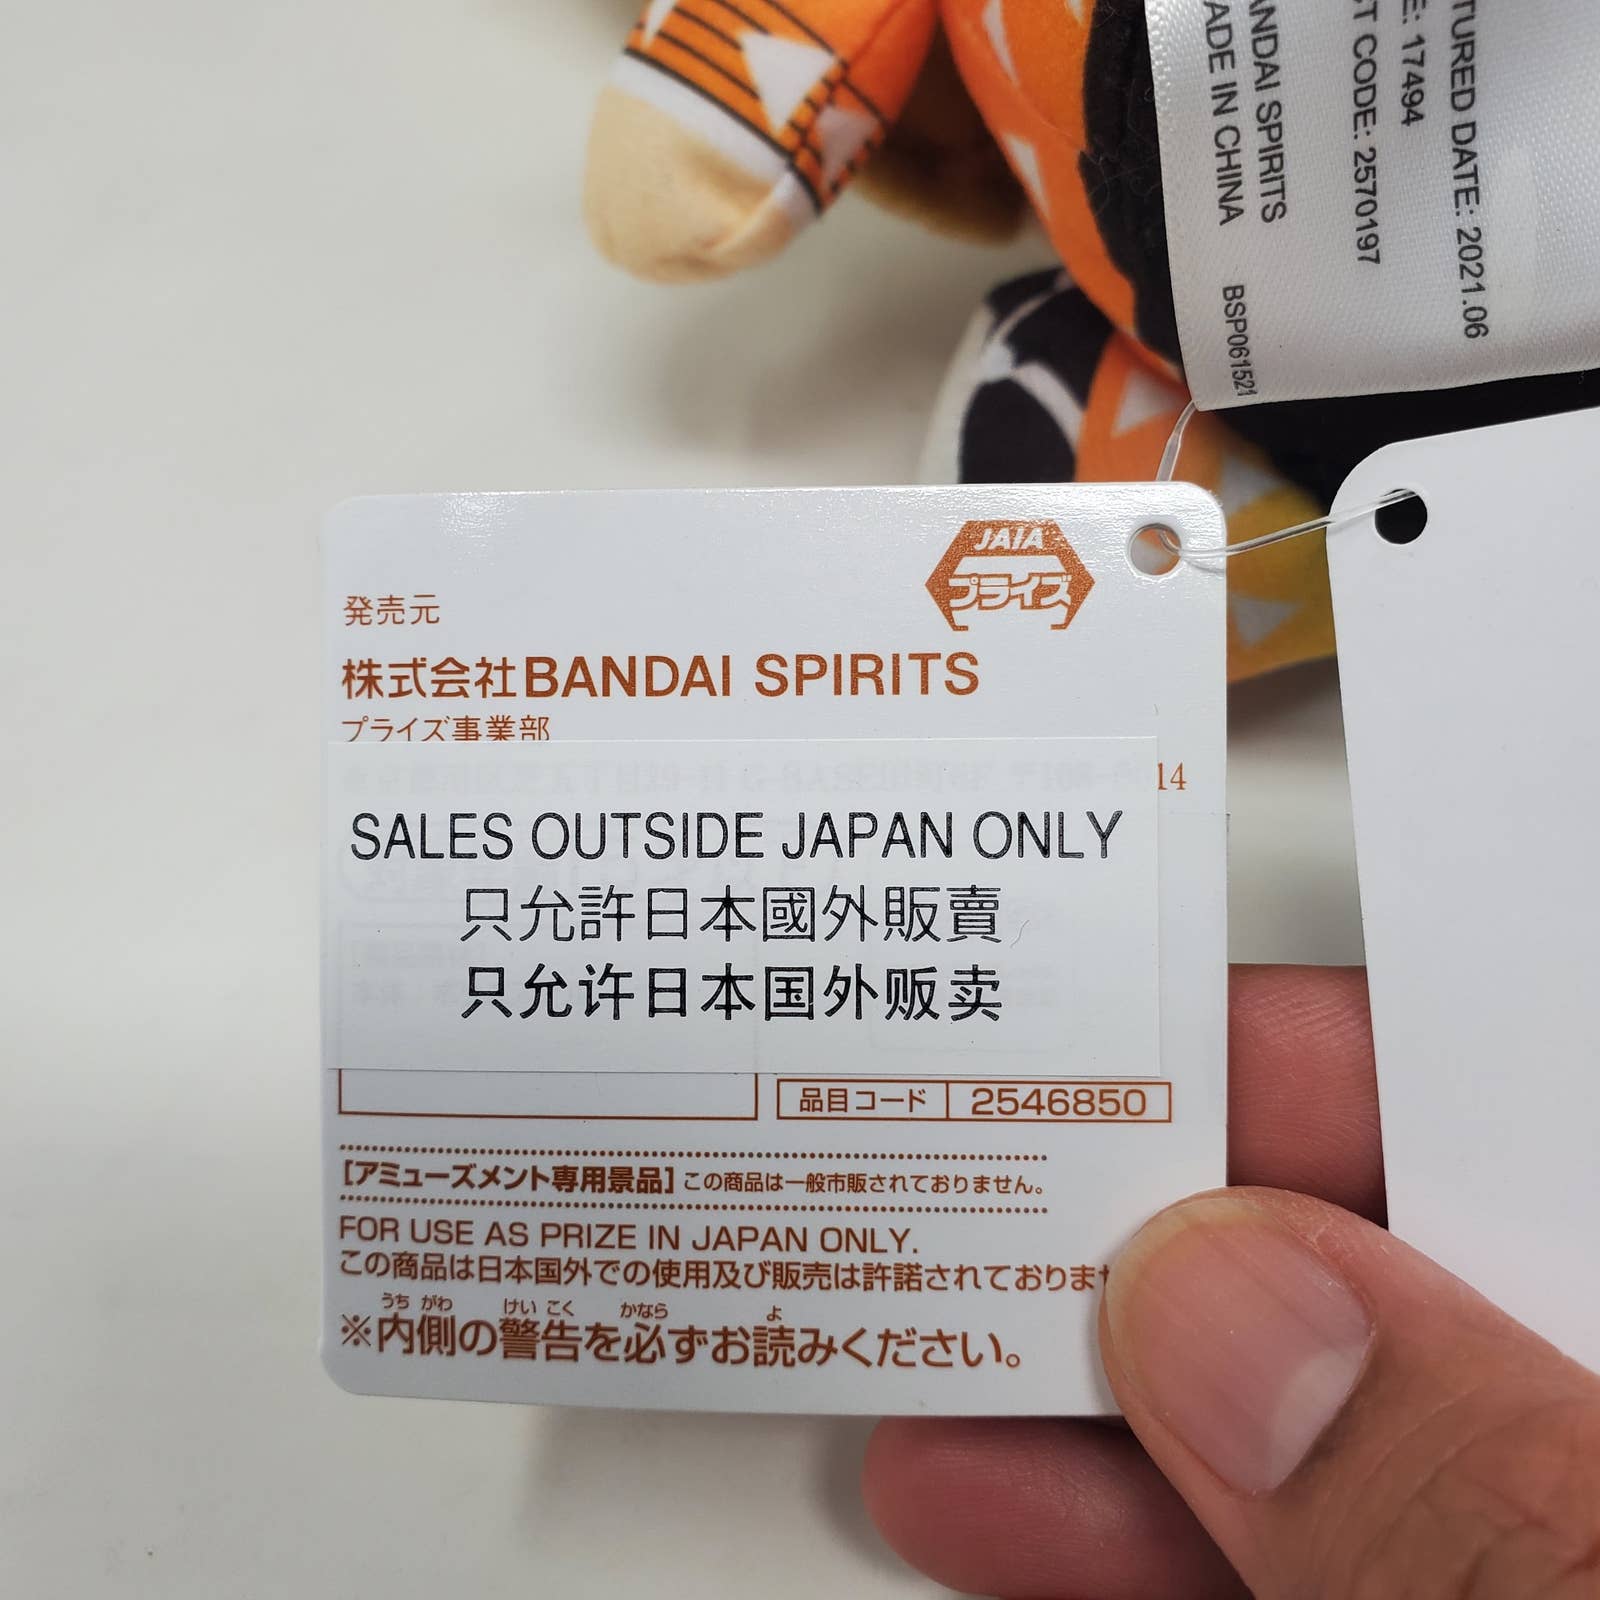 ANDAI SPIRITS
ADE IN CHINA
BSP061521
TURED DATE: 2021.06
E: 17494
T CODE: 2570197
JAIA
プライズ
発売元
株式会社BANDAI SPIRITS
プライズ事業部
14
SALES OUTSIDE JAPAN ONLY
只允許日本國外販賣
只允许日本国外贩卖
品目コード 2546850
[アミューズメント専用景品] この商品は一般市販されておりません。
FOR USE AS PRIZE IN JAPAN ONLY.
この商品は日本国外での使用及び販売は許諾されておりませ
うち がわ けい こく かなら よ
※内側の警告を必ずお読みください。